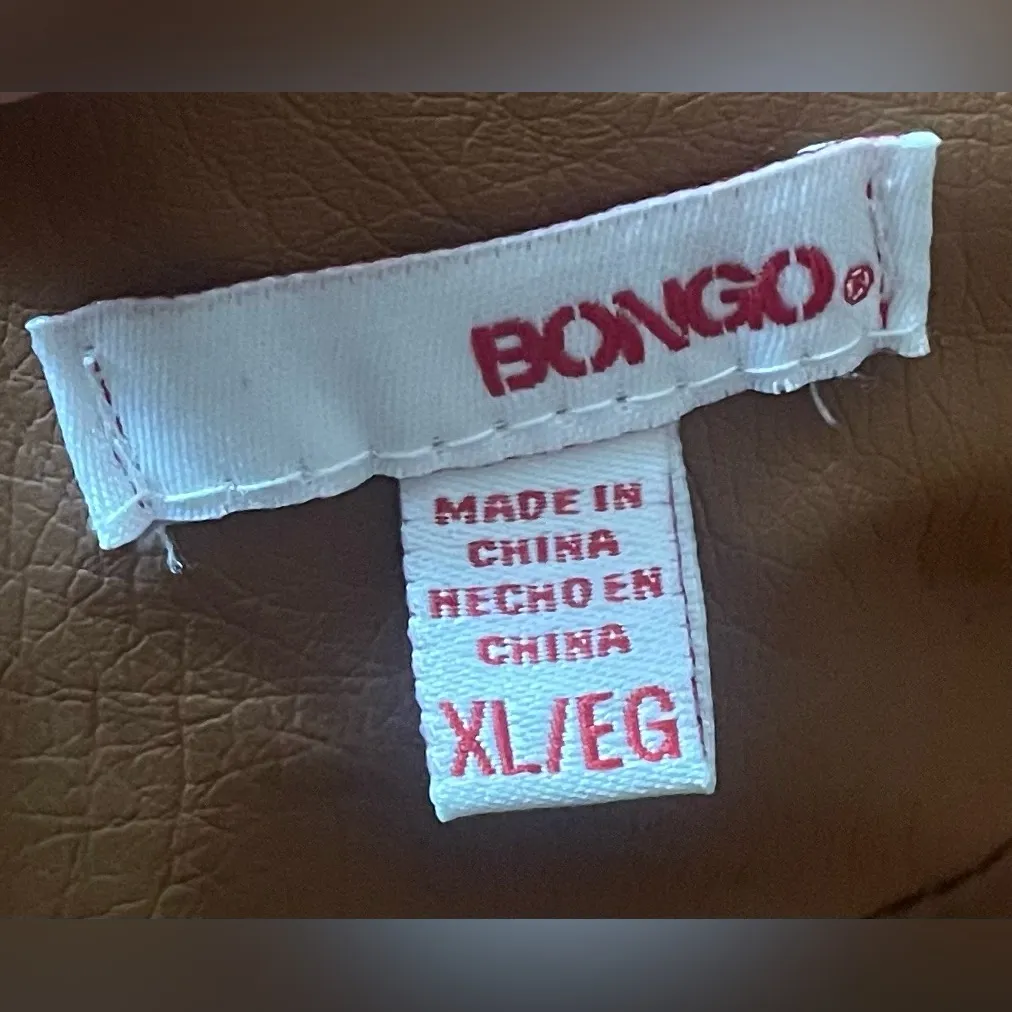 BONGO®
MADE IN
CHINA
HECHO EN
CHINA
XL/EG